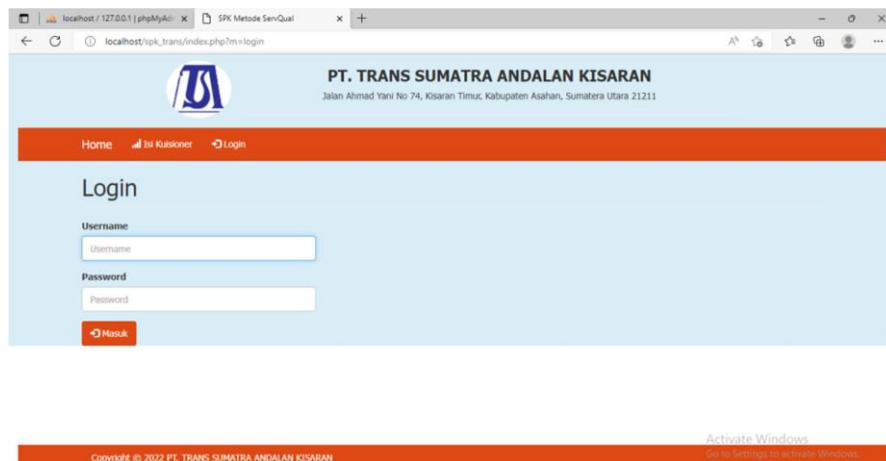 localhost / 127.0.0.1 | phpMyAdi
SPK Metode ServQual
localhost/spk_trans/index.php?m=login
TSA
PT. TRANS SUMATRA ANDALAN KISARAN
Jalan Ahmad Yani No 74, Kisaran Timur, Kabupaten Asahan, Sumatera Utara 21211
Home Isi Kuisioner Login
Login
Username
Username
Password
Password
Masuk
Activate Windows
Go to Settings to activate Windows.
Copyright © 2022 PT. TRANS SUMATRA ANDALAN KISARAN